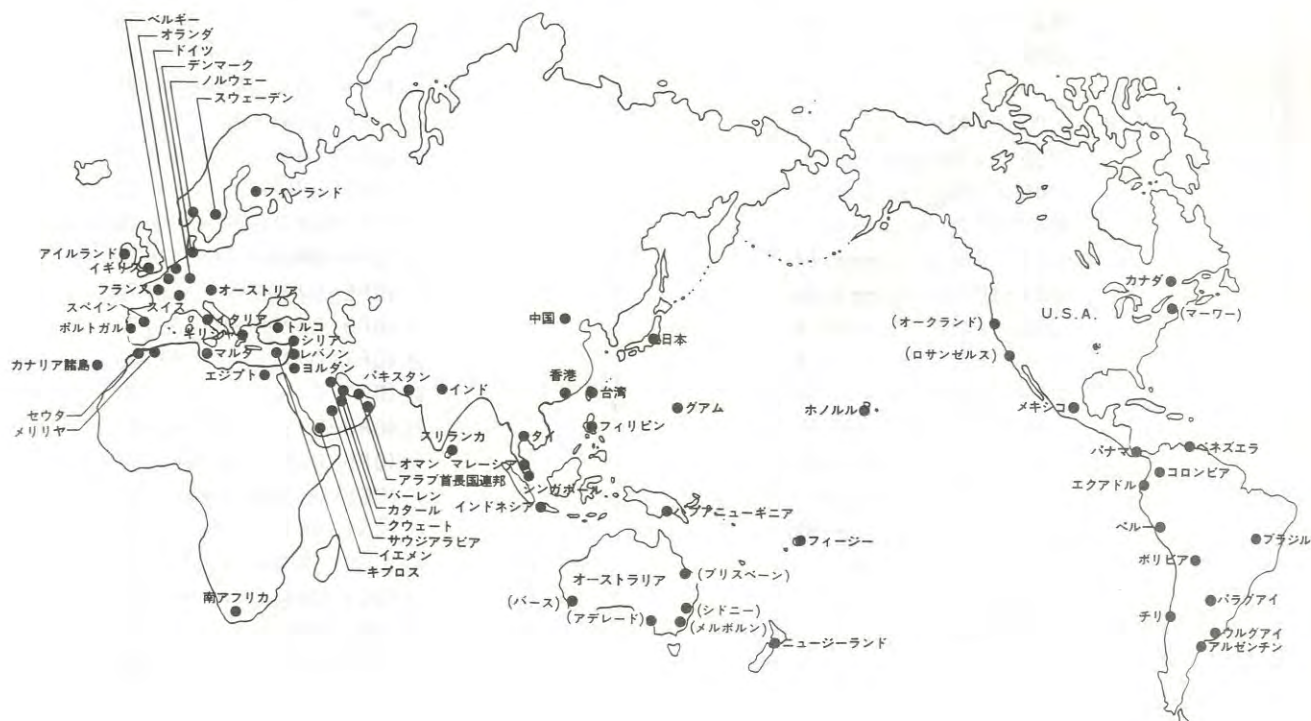 ベルギー
オランダ
ドイツ
デンマーク
ノルウェー
スウェーデン
フィンランド
アイルランド
イギリス
フランス
オーストリア
スペイン
スイス
イタリア
ポルトガル
ギリシャ
トルコ
シリア
マルタ
レバノン
カナリア諸島
エジプト
ヨルダン
セウタ
メリリヤ
パキスタン
インド
スリランカ
オマーン
アラブ首長国連邦
バーレン
カタール
クウェート
サウジアラビア
イエメン
キプロス
南アフリカ
中国
日本
香港
台湾
グアム
フィリピン
タイ
マレーシア
シンガポール
インドネシア
パプアニューギニア
オーストラリア
(ブリスベーン)
(パース)
(アデレード)
(シドニー)
(メルボルン)
ニュージーランド
フィージー
ホノルル
カナダ
U.S.A.
(マーワー)
(オークランド)
(ロサンゼルス)
メキシコ
パナマ
ベネズエラ
コロンビア
エクアドル
ペルー
ブラジル
ボリビア
パラグアイ
チリ
ウルグアイ
アルゼンチン